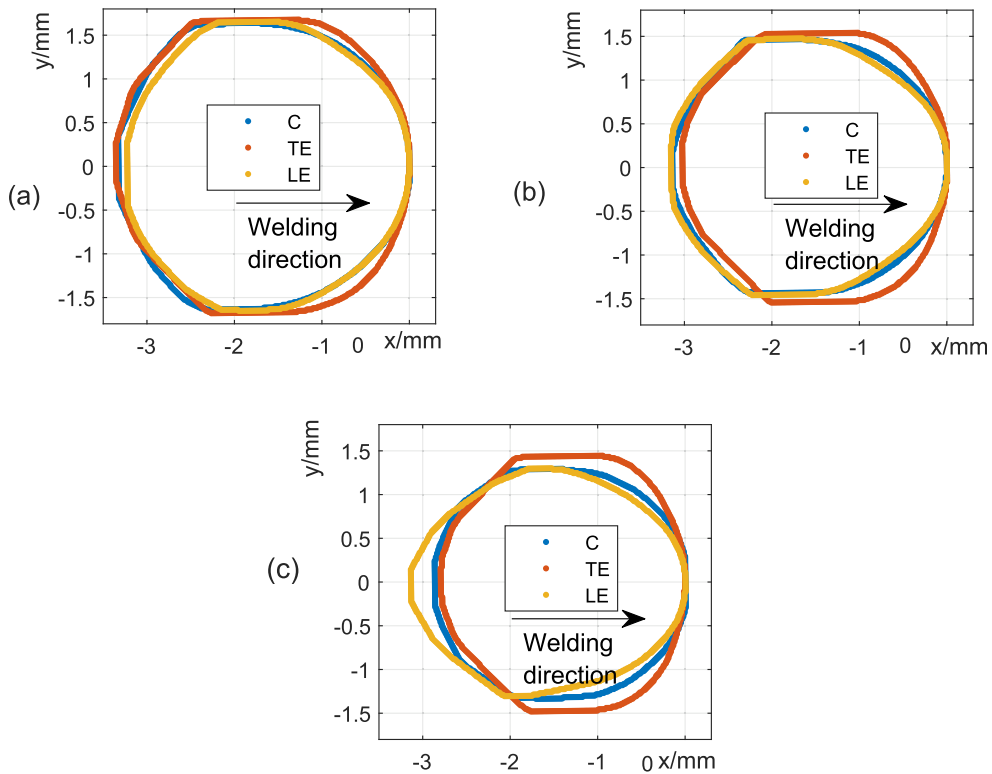 (a)
y/mm
1.5
1
0.5
0
-0.5
-1
-1.5
C
TE
LE
Welding
direction
-3
-2
-1
0
x/mm
(b)
y/mm
1.5
1
0.5
0
-0.5
-1
-1.5
C
TE
LE
Welding
direction
-3
-2
-1
0
x/mm
(c)
y/mm
1.5
1
0.5
0
-0.5
-1
-1.5
C
TE
LE
Welding
direction
-3
-2
-1
0
x/mm